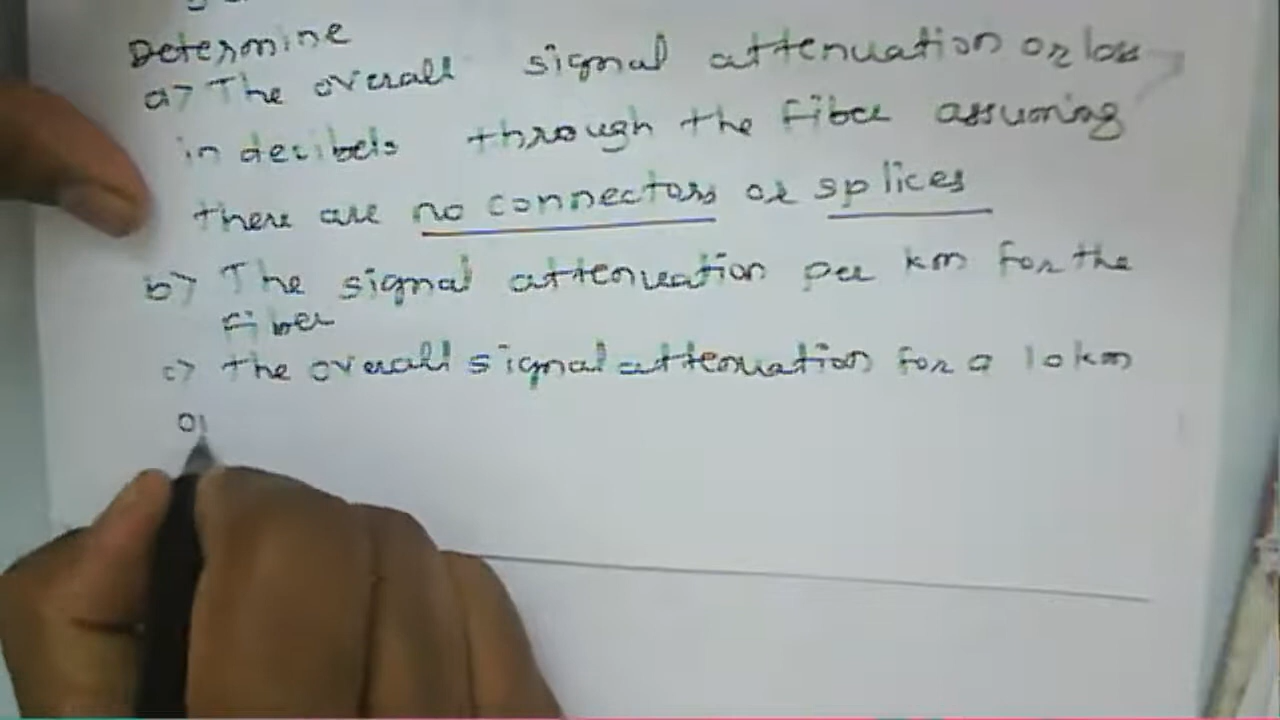 Determine
a) The overall signal attenuation or loss
in decibels through the fiber assuming
there are no connectors or splices
b) The signal attenuation per km for the
fiber
c) the overall signal attenuation for a 10km